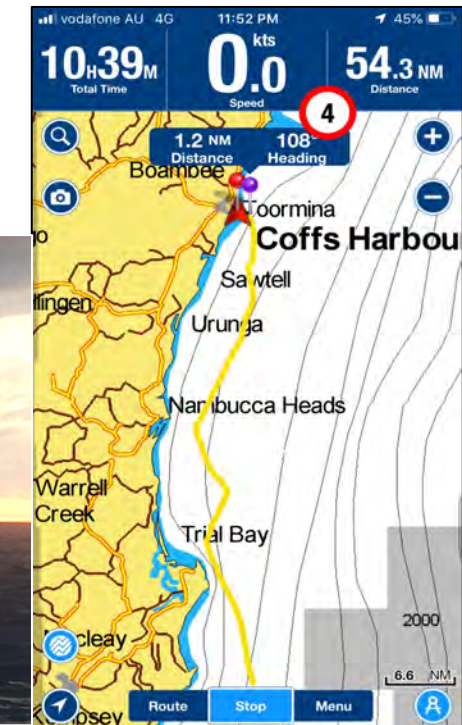 vodafone AU 4G 11:52 PM 45%
10H39M 0.0 kts 54.3 NM
Total Time Speed Distance
4
1.2 NM 108°
Distance Heading
Boambee
Toormina
Coffs Harbou
Sawtell
llingen
Urunga
Nambucca Heads
Warrell
Creek
Trial Bay
2000
cleay
6.6 NM
mpsey
Route Stop Menu